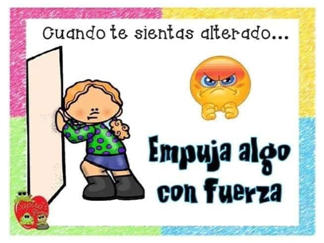 Cuando te sientas alterado...
Empuja algo
con fuerza